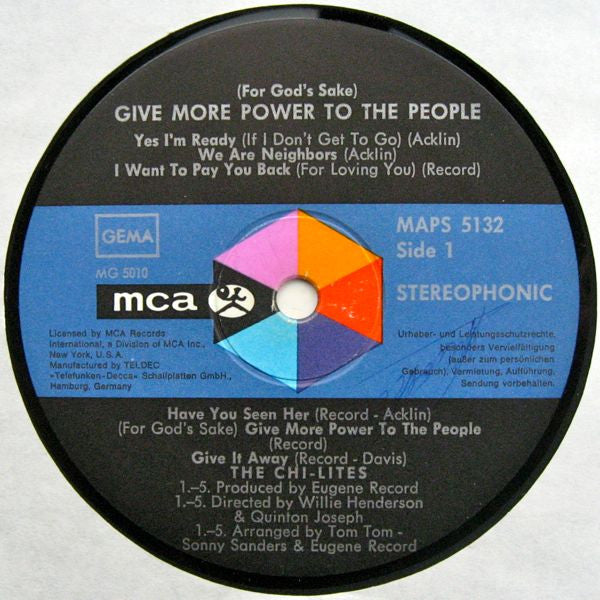 (For God's Sake)
GIVE MORE POWER TO THE PEOPLE
Yes I'm Ready (If I Don't Get To Go) (Acklin)
We Are Neighbors (Acklin)
I Want To Pay You Back (For Loving You) (Record)
GEMA
MG 5010
mca
Licensed by MCA Records
International, a Division of MCA Inc.,
New York, U.S.A.
Manufactured by TELDEC
»Telefunken-Decca« Schallplatten GmbH.,
Hamburg, Germany
MAPS 5132
Side 1
STEREOPHONIC
Urheber- und Leistungsschutzrechte,
besonders Vervielfältigung
(außer zum persönlichen
Gebrauch), Vermietung, Aufführung,
Sendung vorbehalten.
Have You Seen Her (Record - Acklin)
(For God's Sake) Give More Power To The People
(Record)
Give It Away (Record - Davis)
THE CHI-LITES
1.–5. Produced by Eugene Record
1.–5. Directed by Willie Henderson
& Quinton Joseph
1.–5. Arranged by Tom Tom -
Sonny Sanders & Eugene Record